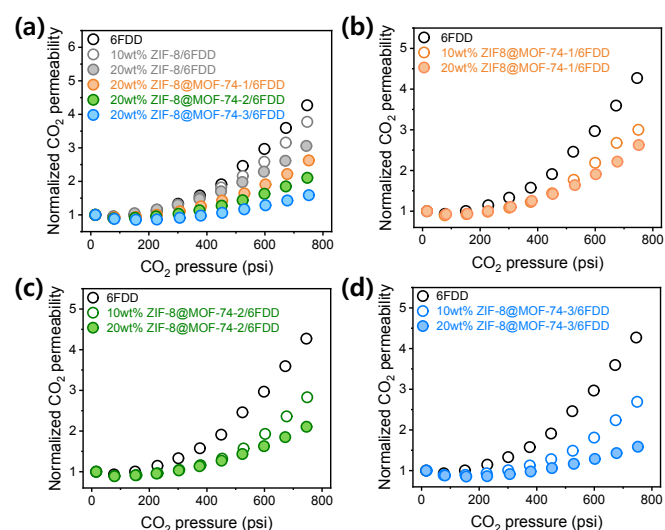 (a)
6FDD
10wt% ZIF-8/6FDD
20wt% ZIF-8/6FDD
20wt% ZIF-8@MOF-74-1/6FDD
20wt% ZIF-8@MOF-74-2/6FDD
20wt% ZIF-8@MOF-74-3/6FDD
Normalized CO2 permeability
6
5
4
3
2
1
0 200 400 600 800
CO2 pressure (psi)
(b)
6FDD
10wt% ZIF8@MOF-74-1/6FDD
20wt% ZIF8@MOF-74-1/6FDD
Normalized CO2 permeability
5
4
3
2
1
0 200 400 600 800
CO2 pressure (psi)
(c)
6FDD
10wt% ZIF-8@MOF-74-2/6FDD
20wt% ZIF-8@MOF-74-2/6FDD
Normalized CO2 permeability
5
4
3
2
1
0 200 400 600 800
CO2 pressure (psi)
(d)
6FDD
10wt% ZIF-8@MOF-74-3/6FDD
20wt% ZIF-8@MOF-74-3/6FDD
Normalized CO2 permeability
5
4
3
2
1
0 200 400 600 800
CO2 pressure (psi)